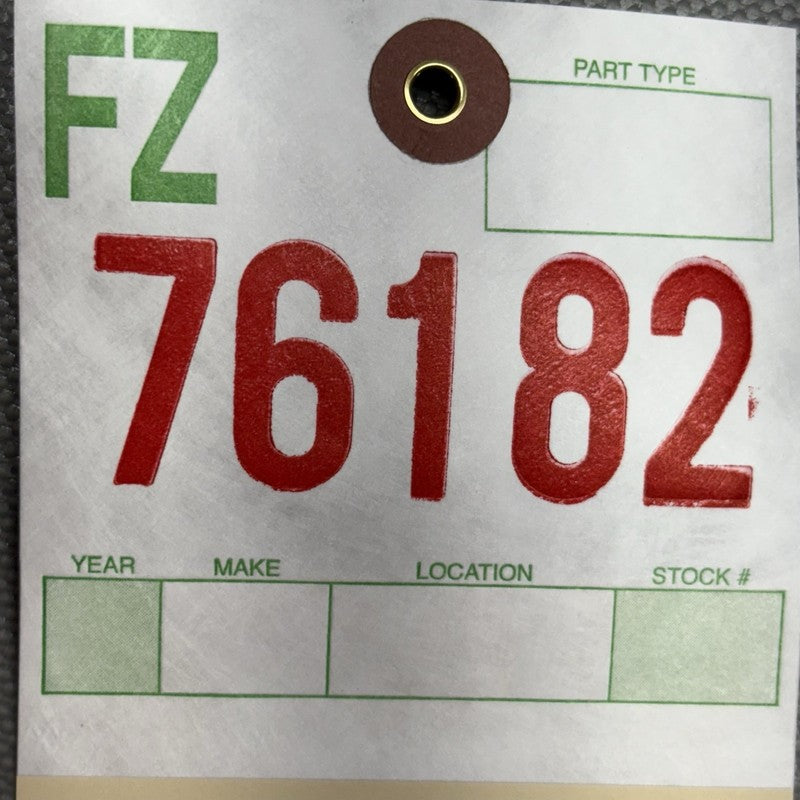 FZ
PART TYPE
76182
YEAR MAKE LOCATION STOCK #